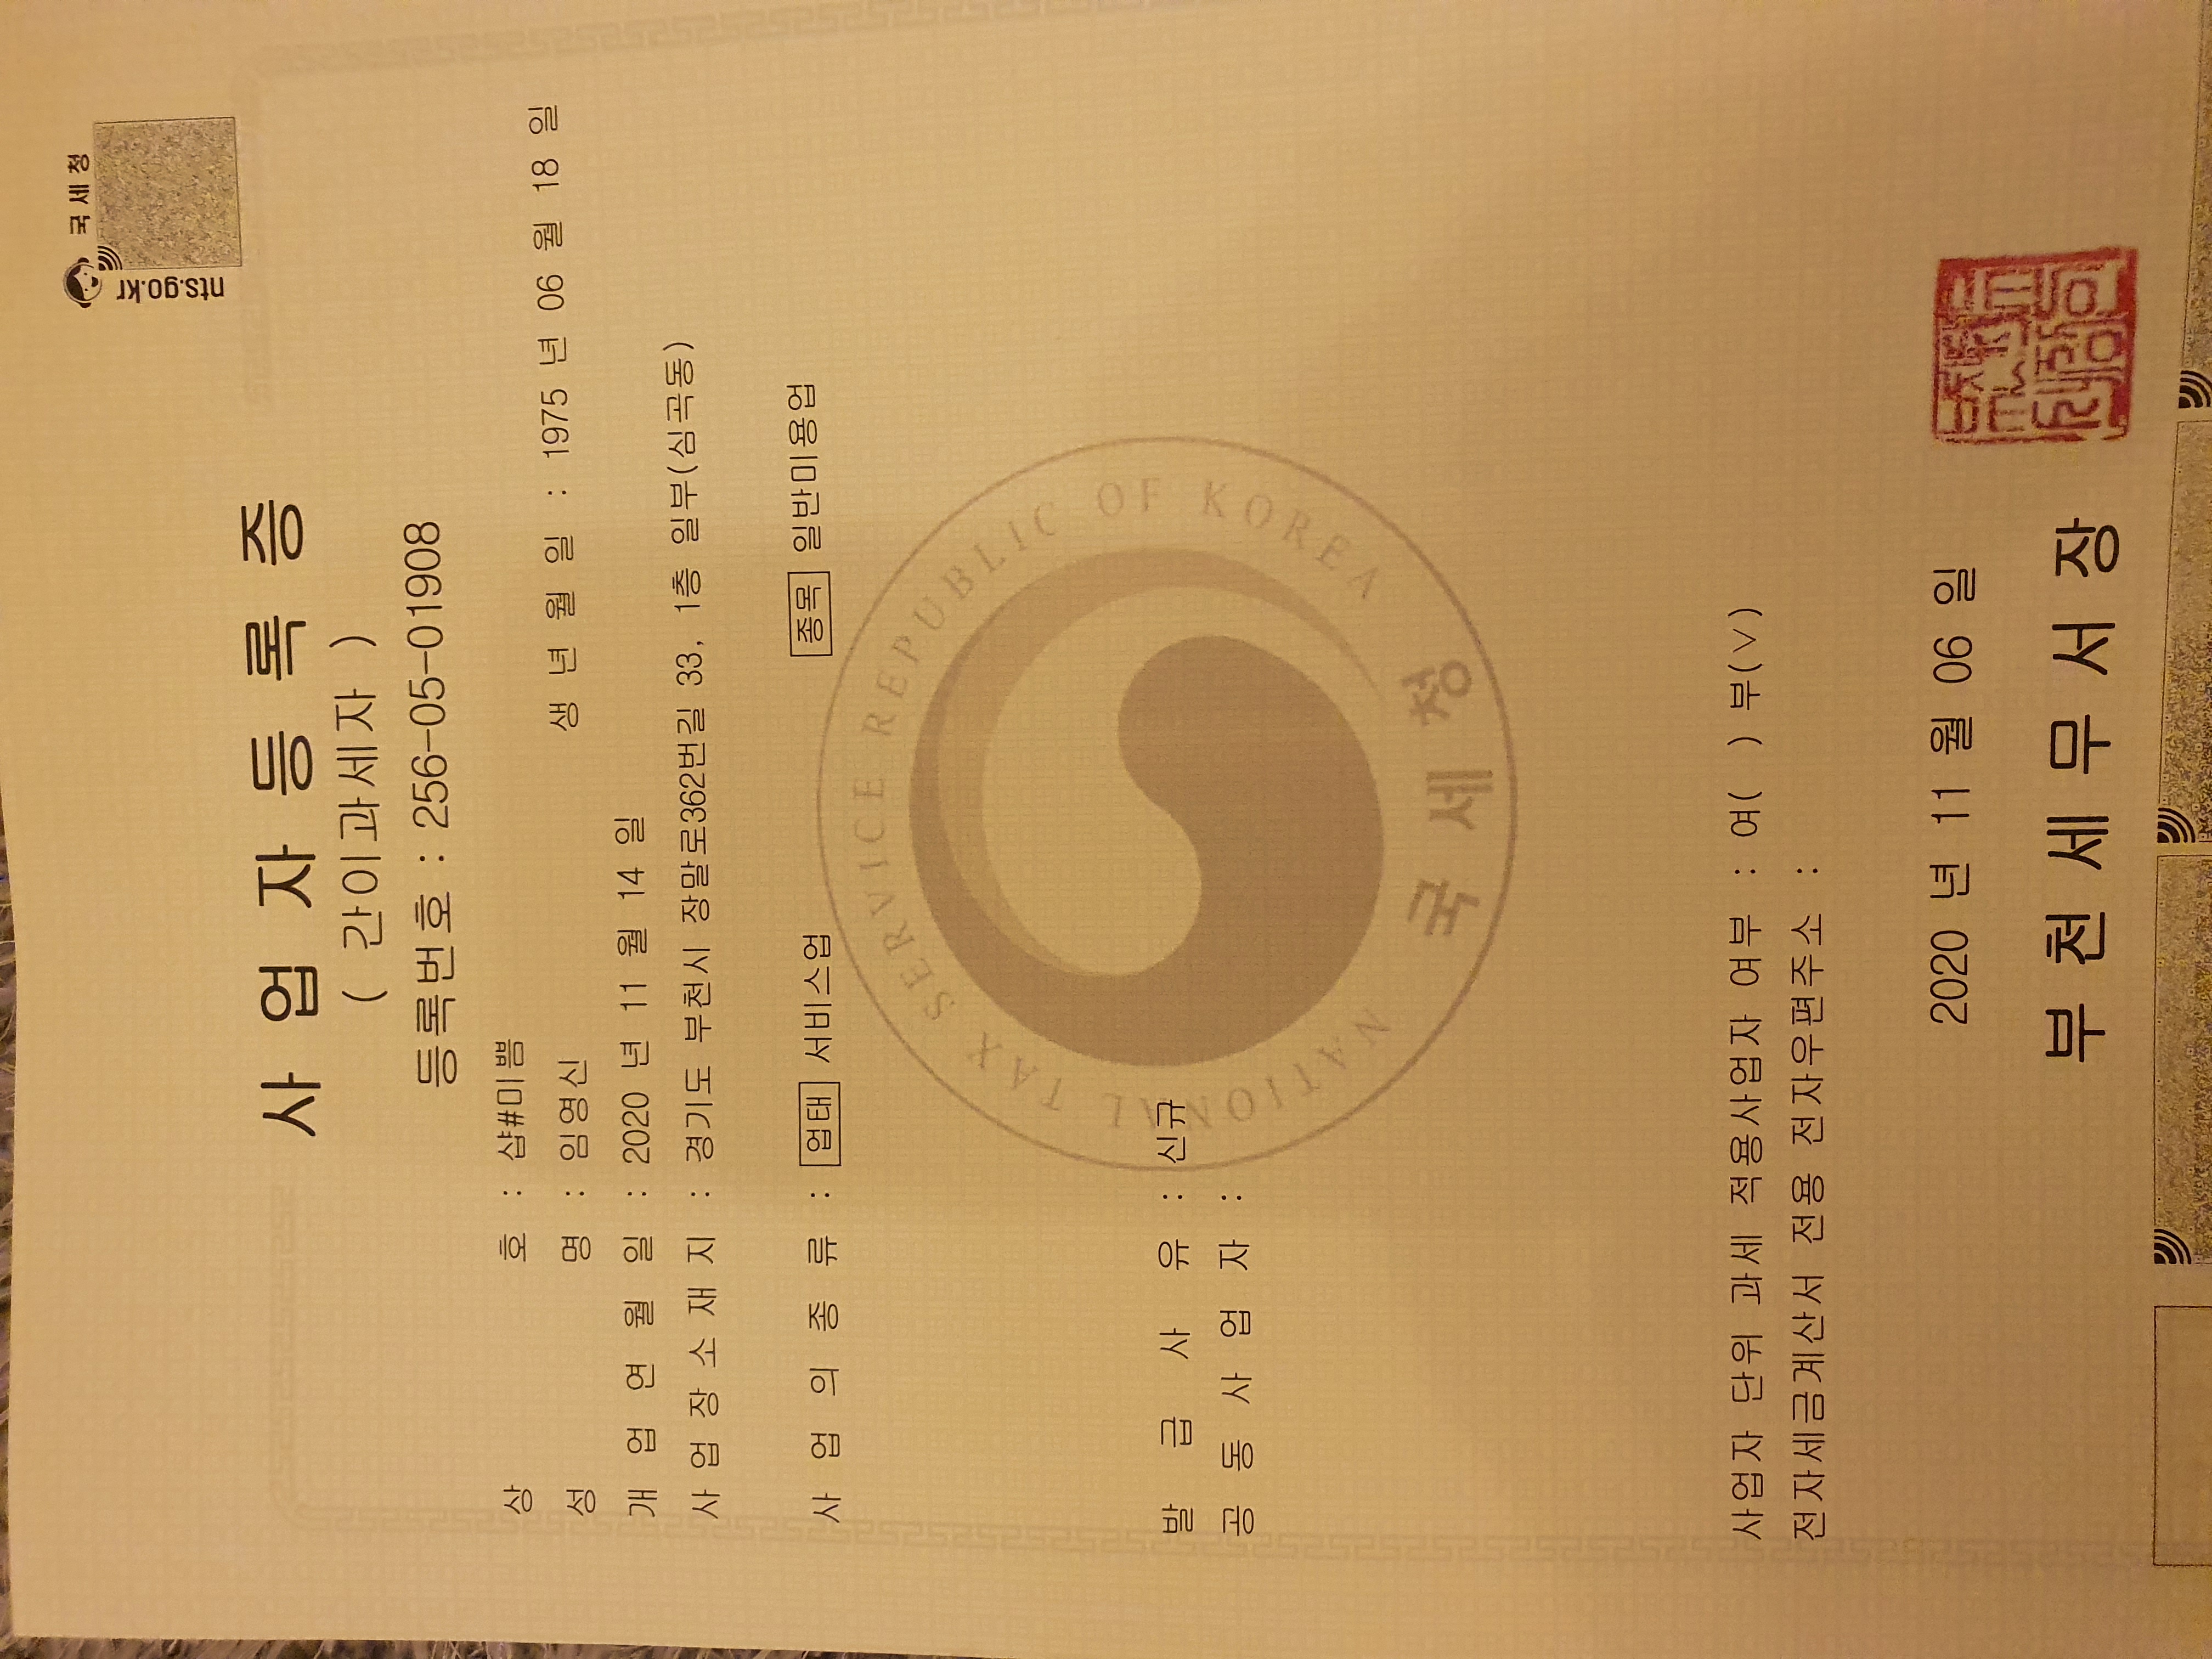 국세청
nts.go.kr
사업자등록증
( 간이과세자 )
등록번호 : 256-05-01908
상 호 : 샵#미쁨
성 명 : 임영신 생 년 월 일 : 1975 년 06 월 18 일
개 업 연 월 일 : 2020 년 11 월 14 일
사 업 장 소 재 지 : 경기도 부천시 장말로362번길 33, 1층 일부(심곡동)
사 업 의 종 류 : 업태 서비스업 종목 일반미용업
NATIONAL TAX SERVICE REPUBLIC OF KOREA
국세청
발 급 사 유 : 신규
공 동 사 업 자 :
사업자 단위 과세 적용사업자 여부 : 여( ) 부(∨)
전자세금계산서 전용 전자우편주소 :
2020 년 11 월 06 일
부 천 세 무 서 장